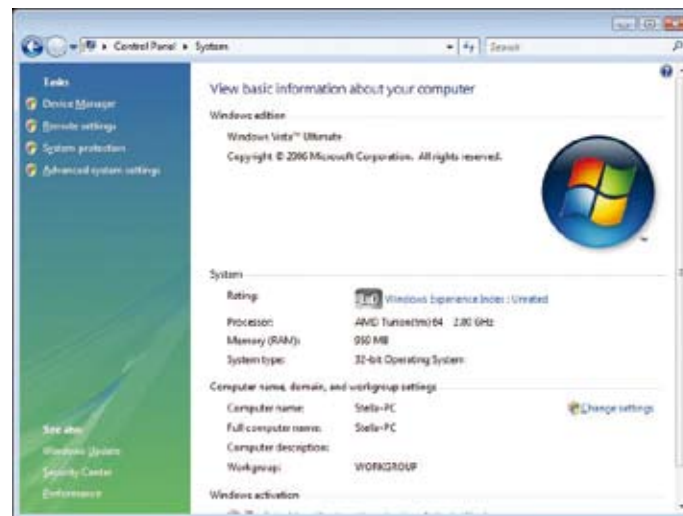 Control Panel ▸ System
Search
Tasks
Device Manager
Remote settings
System protection
Advanced system settings
View basic information about your computer
Windows edition
Windows Vista™ Ultimate
Copyright © 2006 Microsoft Corporation. All rights reserved.
System
Rating:
Windows Experience Index : Unrated
Processor: AMD Turion(tm) 64 2.00 GHz
Memory (RAM): 959 MB
System type: 32-bit Operating System
Computer name, domain, and workgroup settings
Computer name: Stella-PC
Change settings
Full computer name: Stella-PC
Computer description:
Workgroup: WORKGROUP
Windows activation
See also
Windows Update
Security Center
Performance